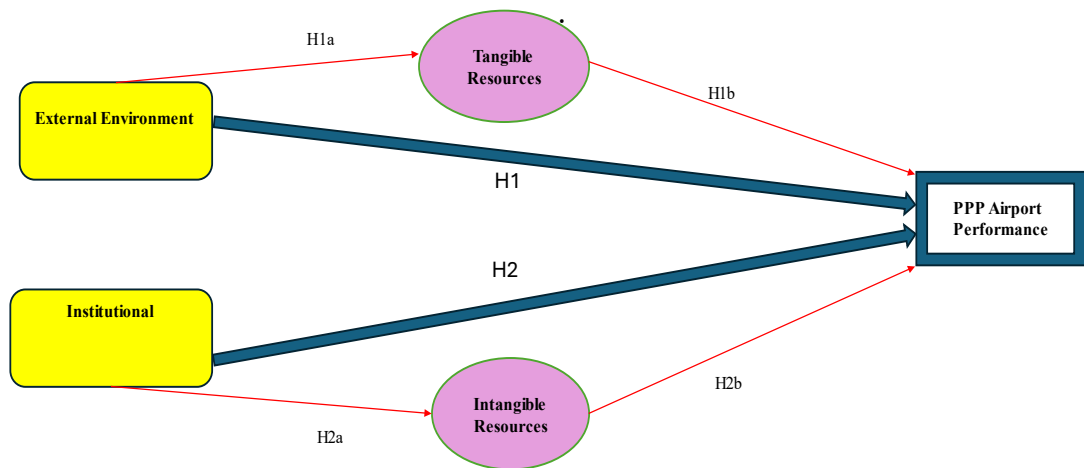 H1a
Tangible
Resources
H1b
External Environment
H1
PPP Airport
Performance
H2
Institutional
H2b
Intangible
Resources
H2a